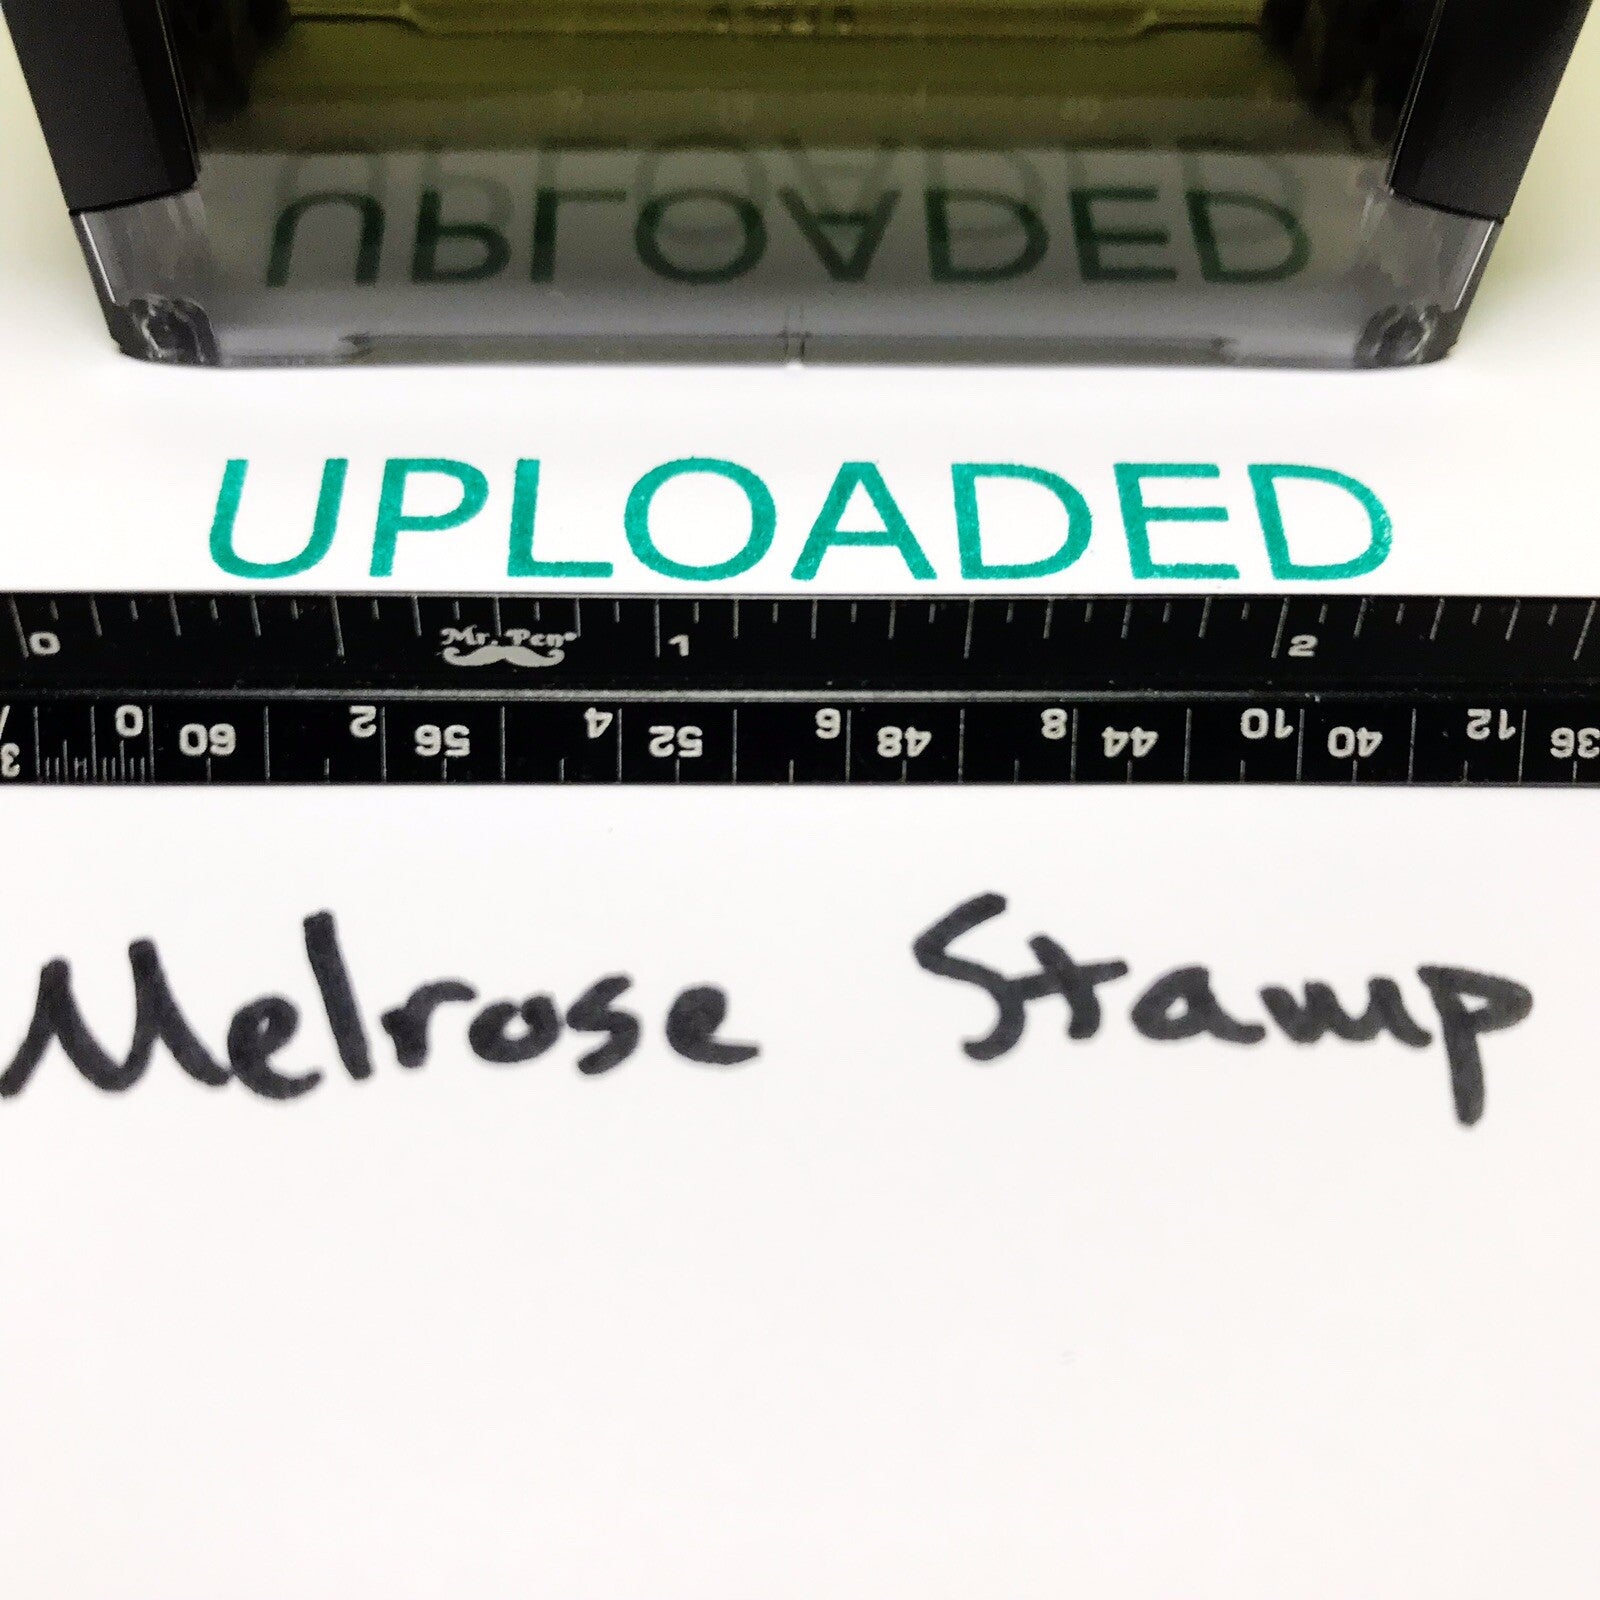 UPLOADED
UPLOADED
0 Mr. Pen® 1 2
0 60 2 56 4 52 6 48 8 44 10 40 12 36
Melrose Stamp